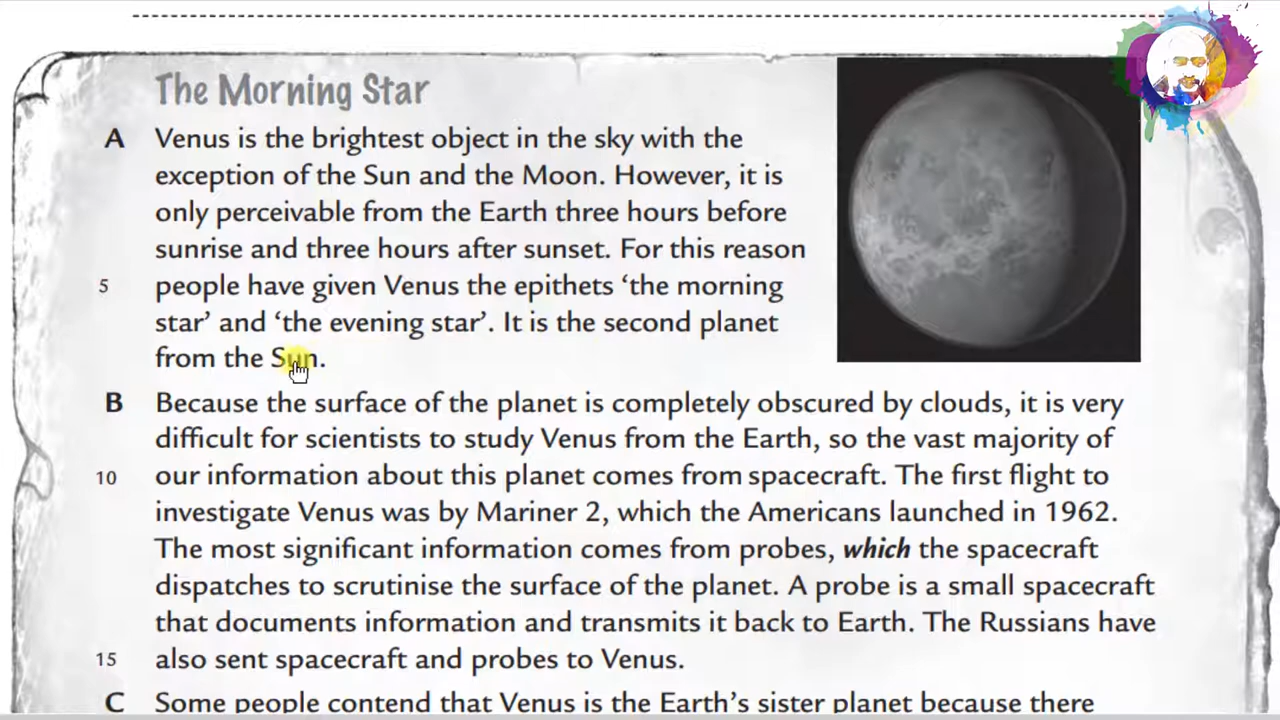 The Morning Star
A Venus is the brightest object in the sky with the
exception of the Sun and the Moon. However, it is
only perceivable from the Earth three hours before
sunrise and three hours after sunset. For this reason
5 people have given Venus the epithets ‘the morning
star’ and ‘the evening star’. It is the second planet
from the Sun.
B Because the surface of the planet is completely obscured by clouds, it is very
difficult for scientists to study Venus from the Earth, so the vast majority of
10 our information about this planet comes from spacecraft. The first flight to
investigate Venus was by Mariner 2, which the Americans launched in 1962.
The most significant information comes from probes, which the spacecraft
dispatches to scrutinise the surface of the planet. A probe is a small spacecraft
that documents information and transmits it back to Earth. The Russians have
15 also sent spacecraft and probes to Venus.
C Some people contend that Venus is the Earth’s sister planet because there